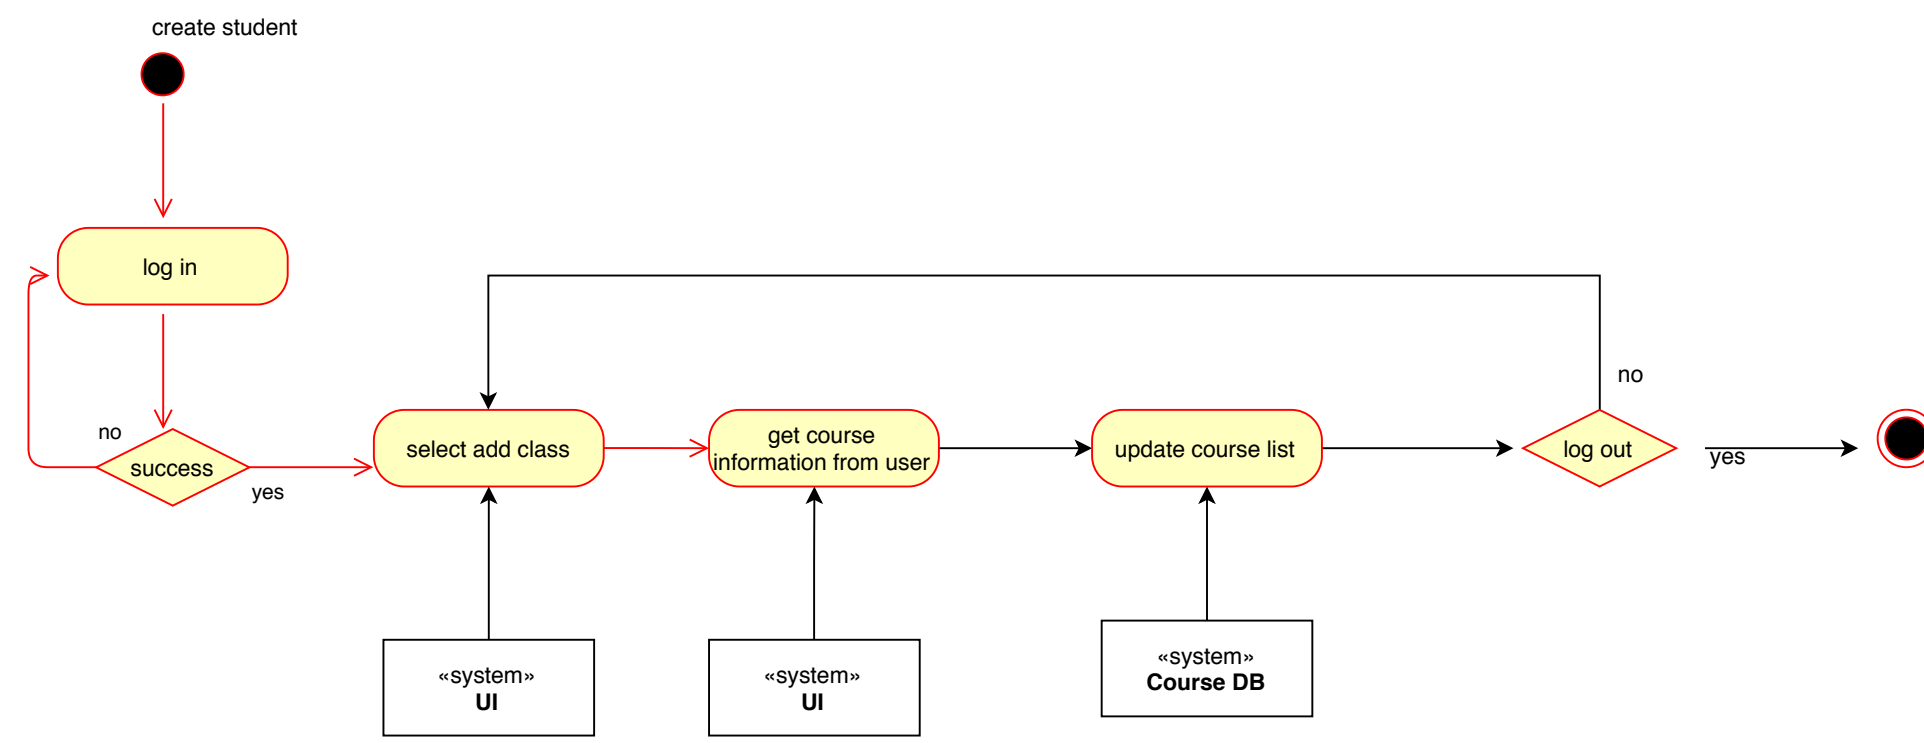 create student
log in
no
success
yes
select add class
get course
information from user
update course list
no
log out
yes
«system»
UI
«system»
UI
«system»
Course DB